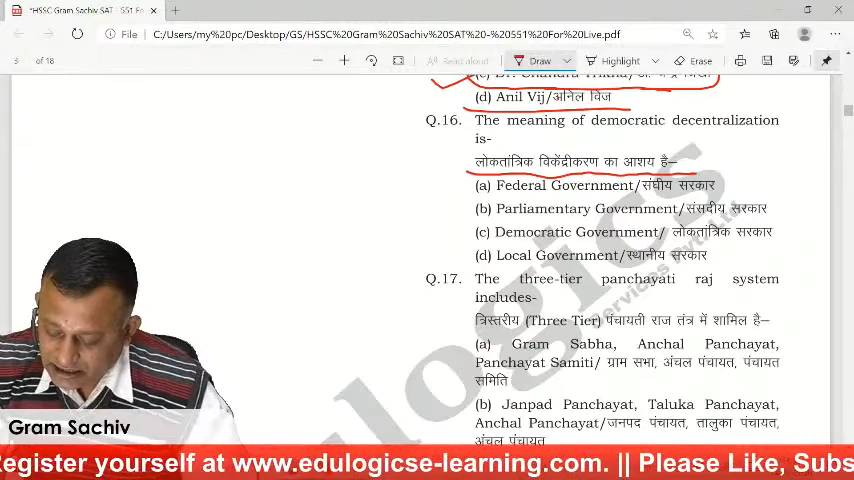 *HSSC Gram Sachiv SAT - 551 For
File
C:/Users/my%20pc/Desktop/GS/HSSC%20Gram%20Sachiv%20SAT%20-%20551%20For%20Live.pdf
3 of 18
Read aloud
Draw
Highlight
Erase
(d) Anil Vij/अनिल विज
Q.16. The meaning of democratic decentralization
is-
लोकतांत्रिक विकेंद्रीकरण का आशय है–
(a) Federal Government/संघीय सरकार
(b) Parliamentary Government/संसदीय सरकार
(c) Democratic Government/ लोकतांत्रिक सरकार
(d) Local Government/स्थानीय सरकार
Q.17. The three-tier panchayati raj system
includes-
त्रिस्तरीय (Three Tier) पंचायती राज तंत्र में शामिल है–
(a) Gram Sabha, Anchal Panchayat,
Panchayat Samiti/ ग्राम सभा, अंचल पंचायत, पंचायत
समिति
(b) Janpad Panchayat, Taluka Panchayat,
Anchal Panchayat/जनपद पंचायत, तालुका पंचायत,
अंचल पंचायत
Gram Sachiv
Register yourself at www.edulogicse-learning.com. || Please Like, Subs